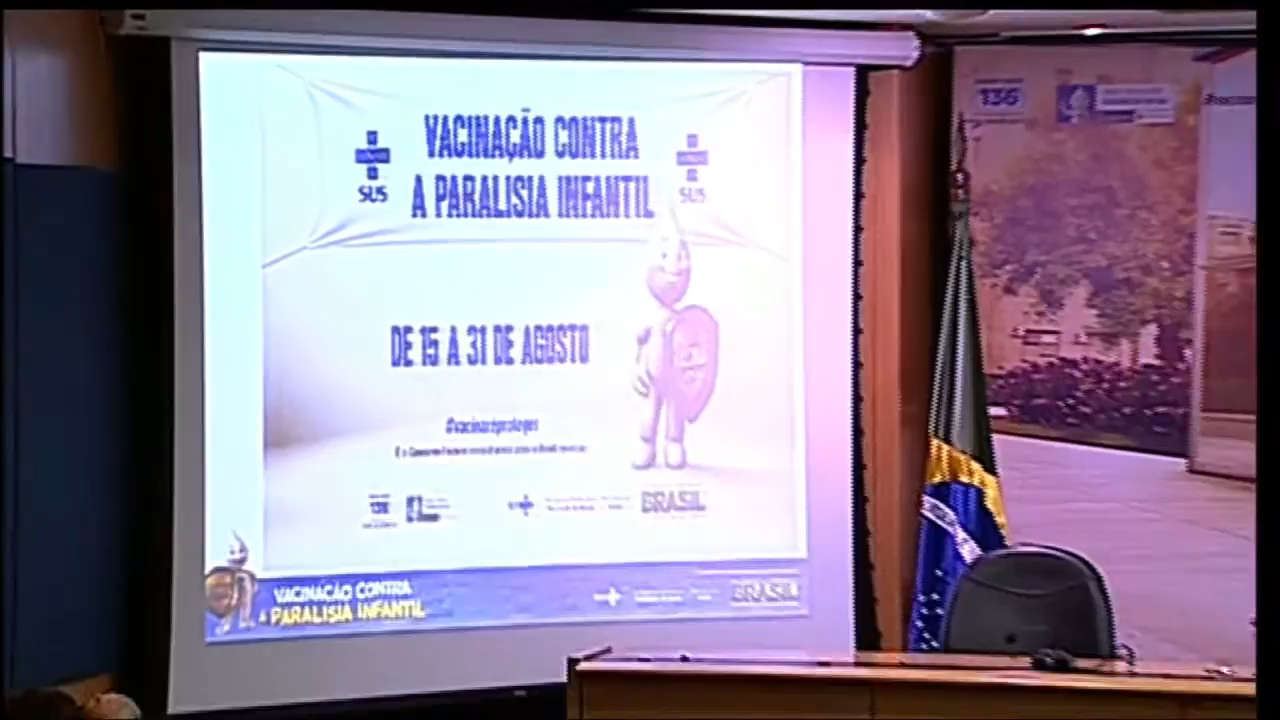 136
VACINAÇÃO CONTRA
A PARALISIA INFANTIL
SUS
SUS
DE 15 A 31 DE AGOSTO
#vacinaréproteger
136
BRASIL
VACINAÇÃO CONTRA
A PARALISIA INFANTIL
BRASIL